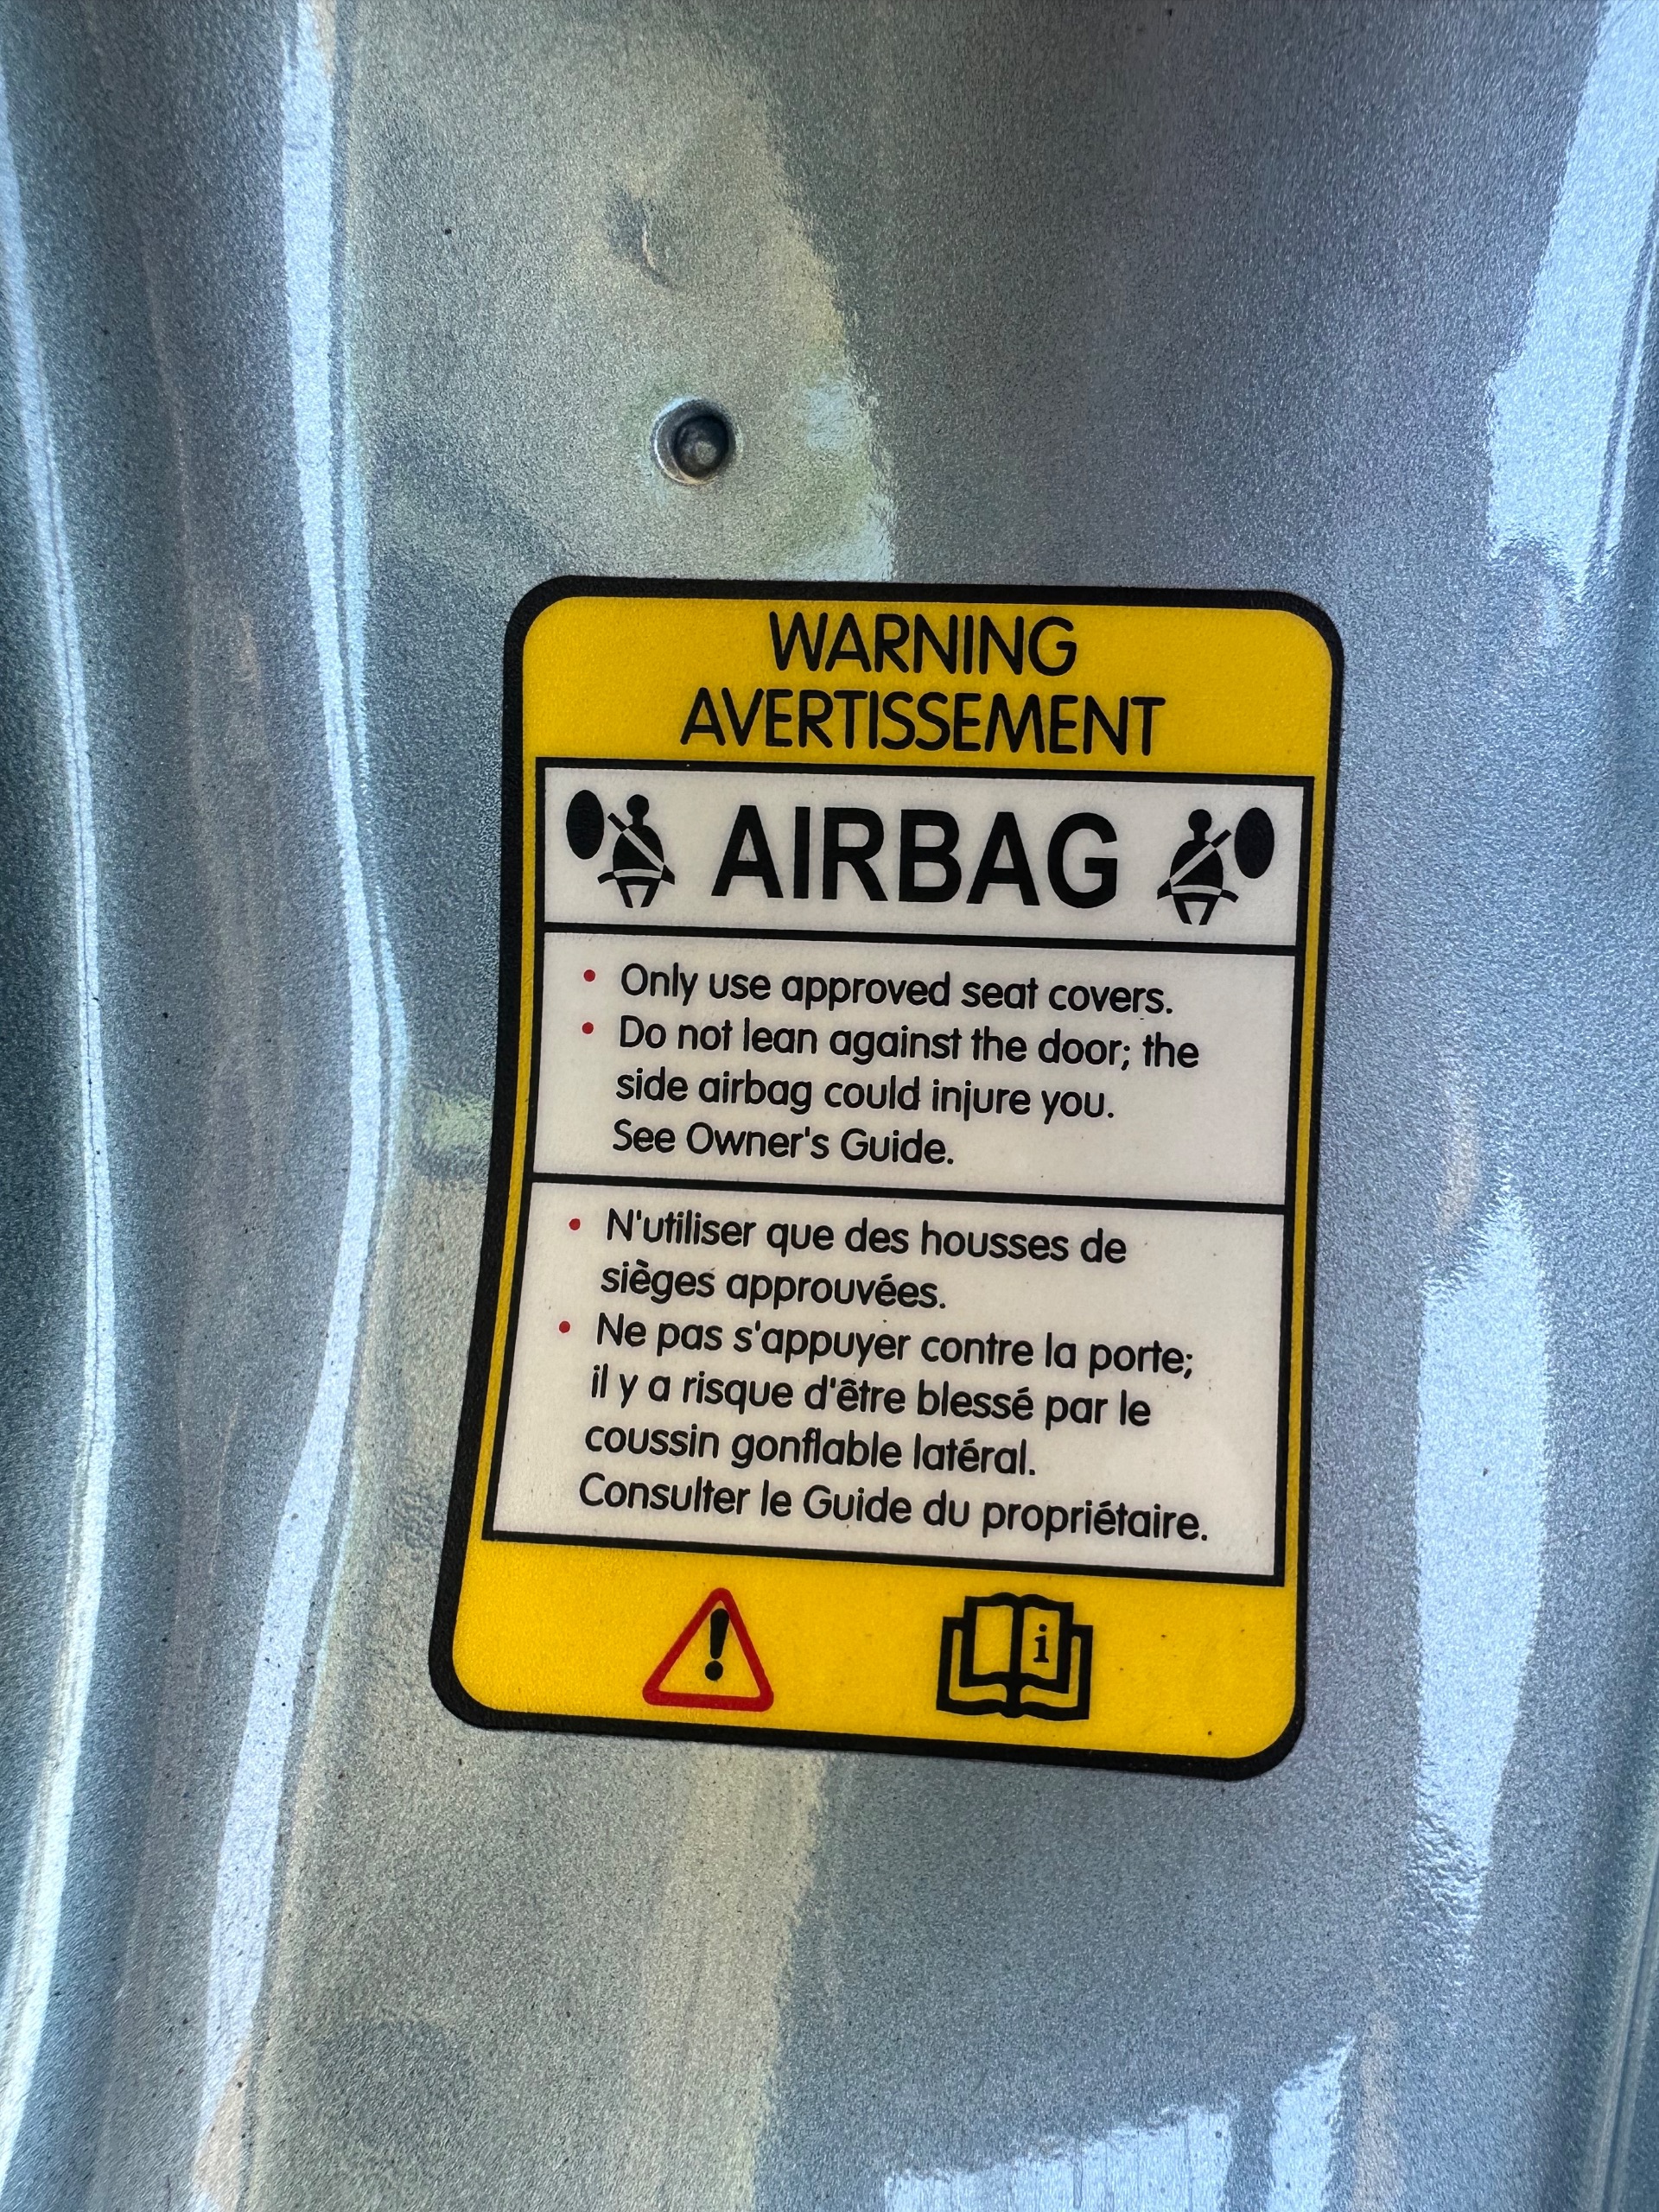 WARNING
AVERTISSEMENT
AIRBAG
• Only use approved seat covers.
• Do not lean against the door; the
side airbag could injure you.
See Owner's Guide.
• N'utiliser que des housses de
sièges approuvées.
• Ne pas s'appuyer contre la porte;
il y a risque d'être blessé par le
coussin gonflable latéral.
Consulter le Guide du propriétaire.
! i